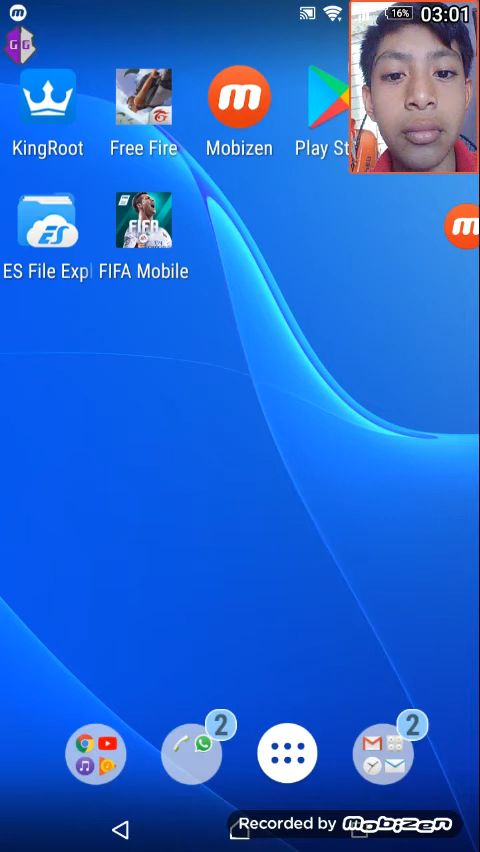 m 16% 03:01
GG
KingRoot Free Fire Mobizen Play St
ES File Expl FIFA Mobile
2 2
Recorded by Mobizen